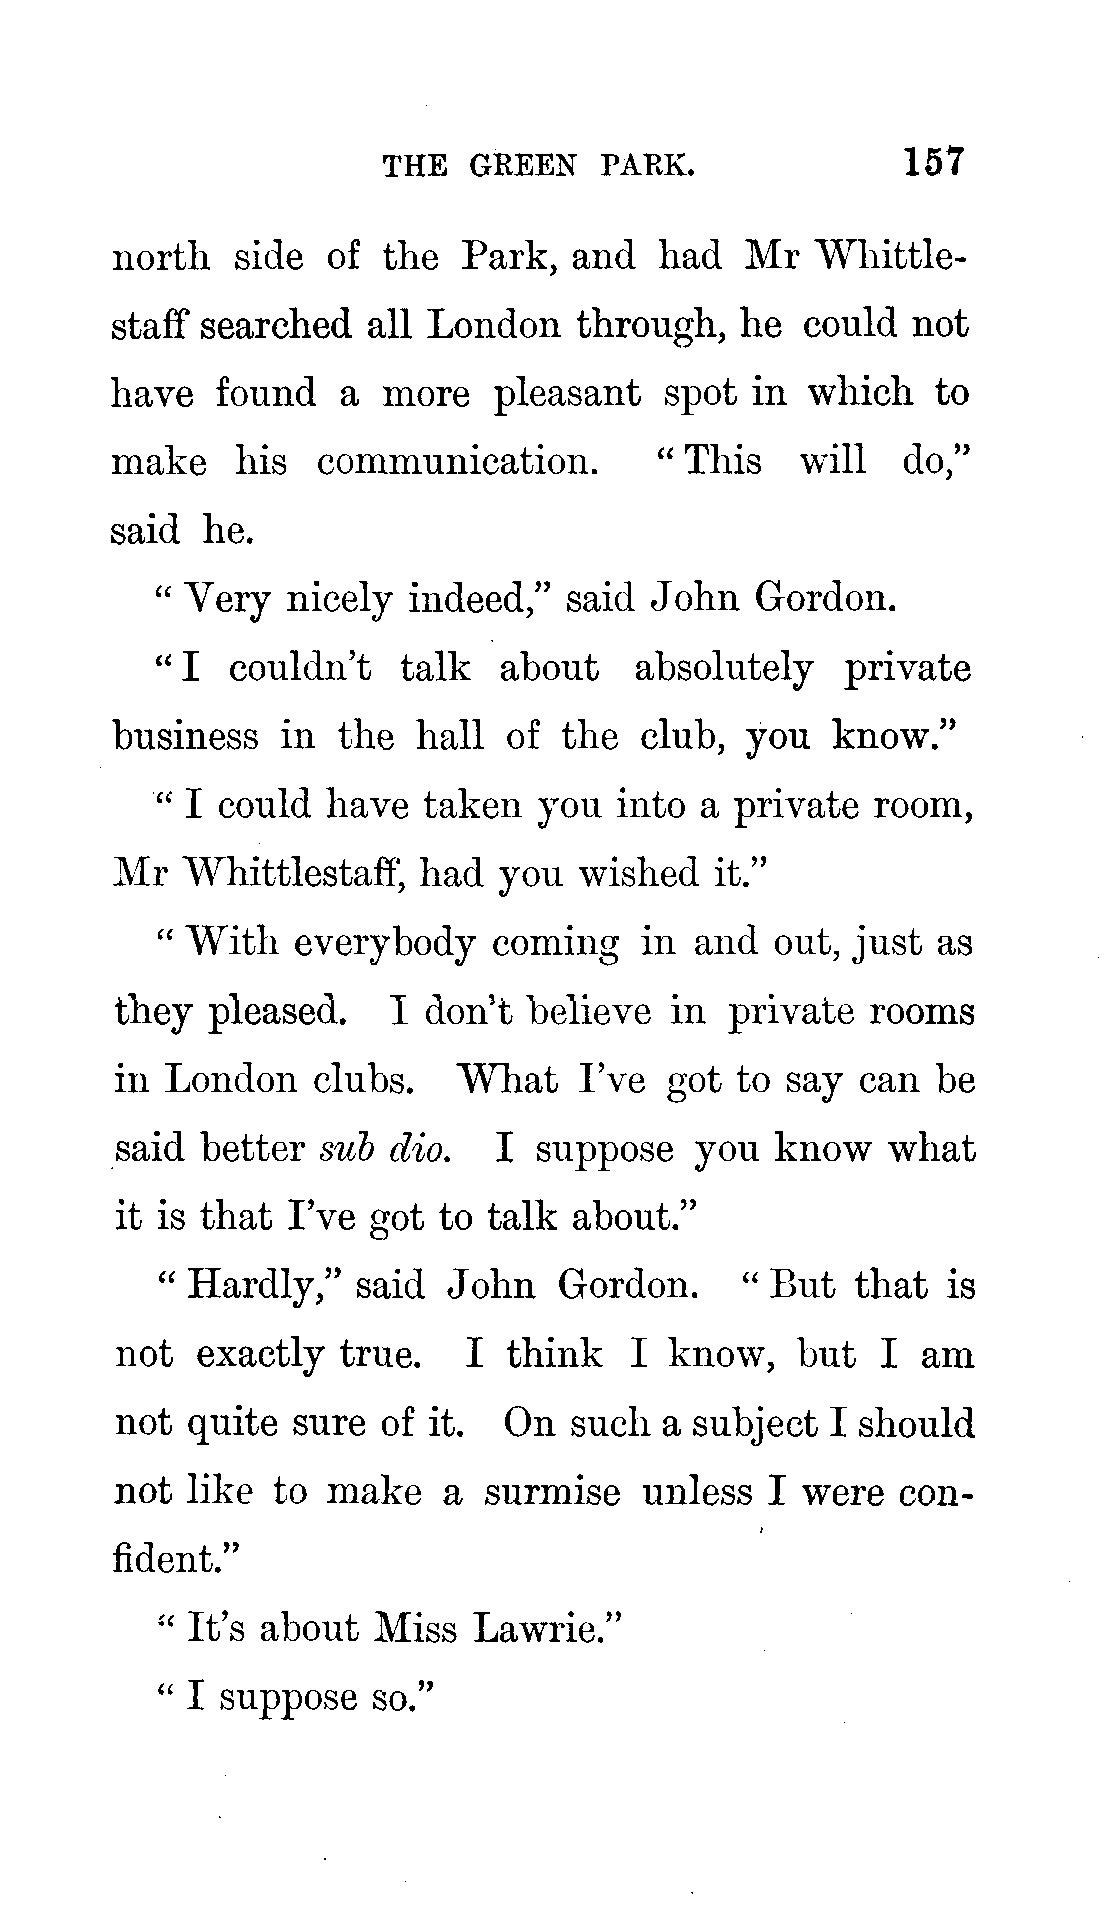 THE GREEN PARK. 157
north side of the Park, and had Mr Whittle-
staff searched all London through, he could not
have found a more pleasant spot in which to
make his communication. “This will do,”
said he.
“Very nicely indeed,” said John Gordon.
“I couldn’t talk about absolutely private
business in the hall of the club, you know.”
“I could have taken you into a private room,
Mr Whittlestaff, had you wished it.”
“With everybody coming in and out, just as
they pleased. I don’t believe in private rooms
in London clubs. What I’ve got to say can be
said better sub dio. I suppose you know what
it is that I’ve got to talk about.”
“Hardly,” said John Gordon. “But that is
not exactly true. I think I know, but I am
not quite sure of it. On such a subject I should
not like to make a surmise unless I were con-
fident.”
“It’s about Miss Lawrie.”
“I suppose so.”